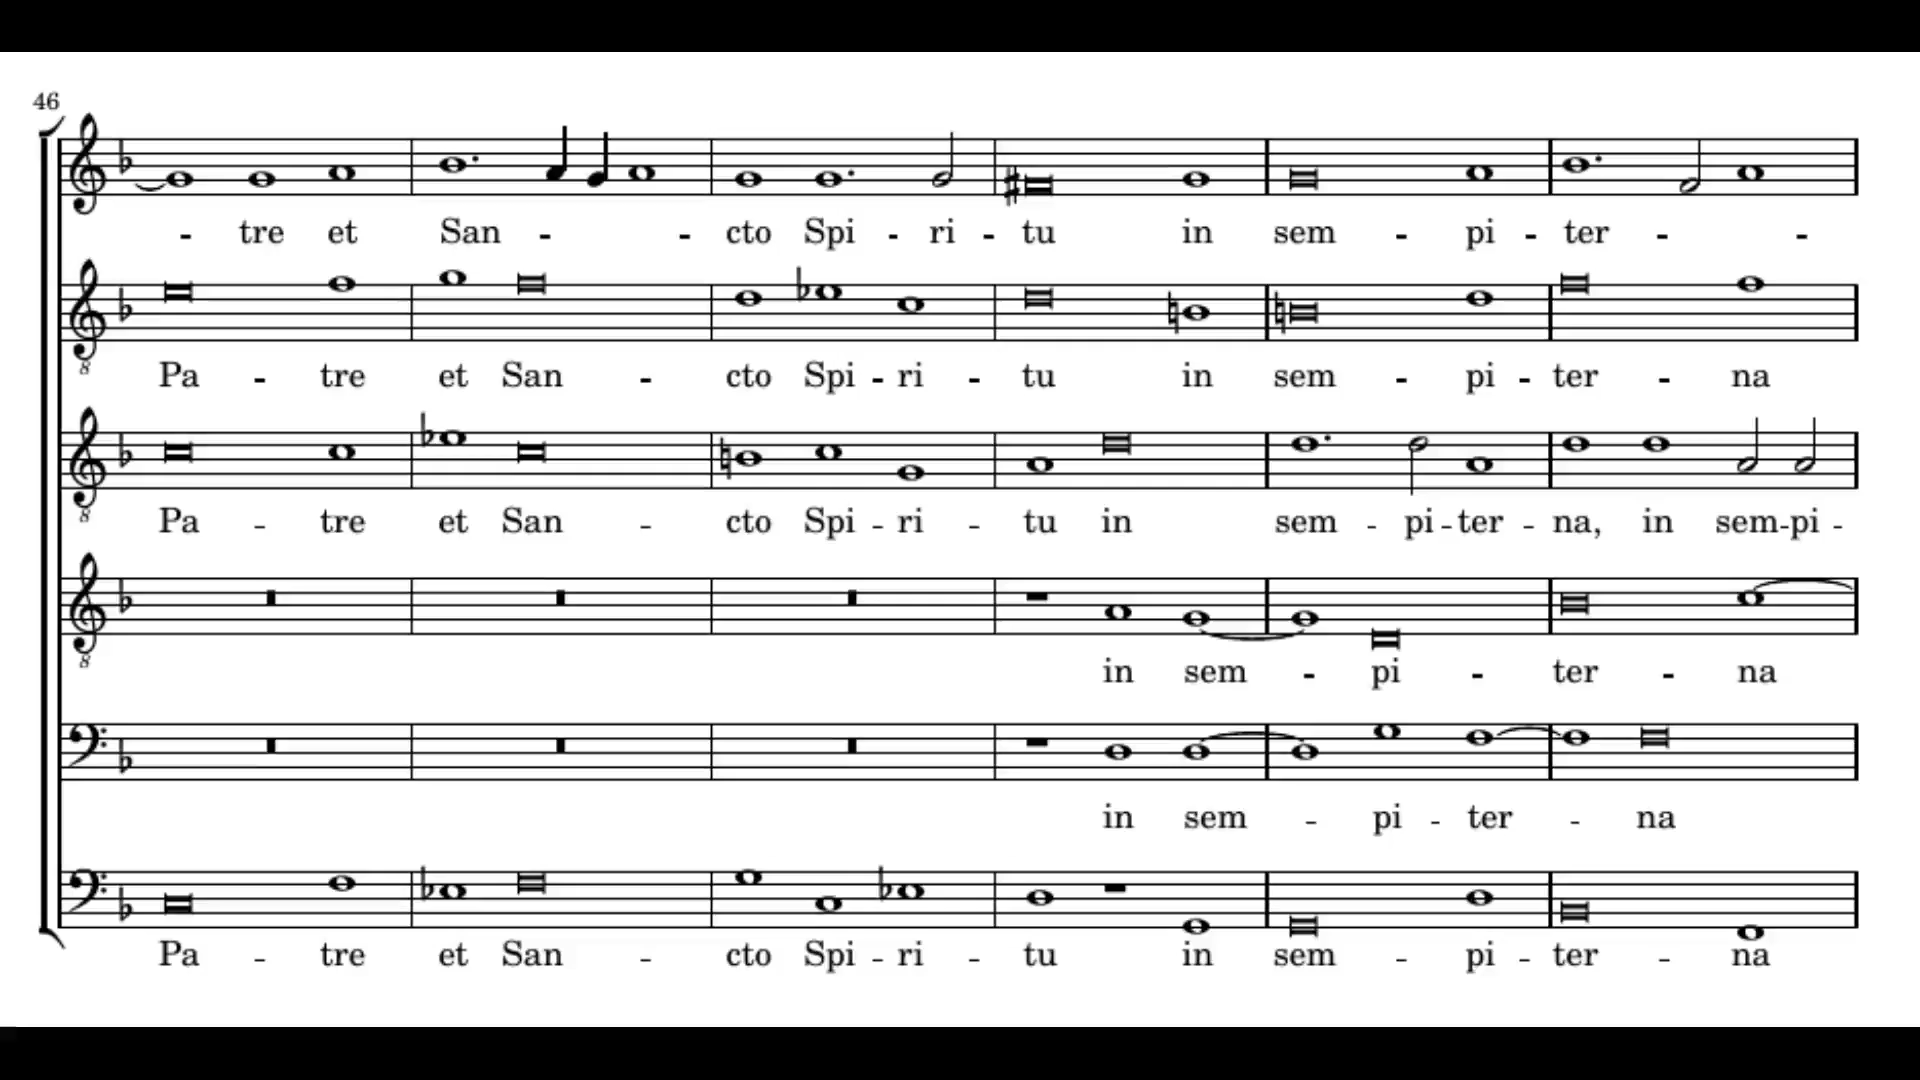 46
- tre et San - - cto Spi - ri - tu in sem - pi - ter - -
8
Pa - tre et San - cto Spi - ri - tu in sem - pi - ter - na
8
Pa - tre et San - cto Spi - ri - tu in sem - pi - ter - na, in sem - pi -
8
in sem - pi - ter - na
in sem - pi - ter - na
Pa - tre et San - cto Spi - ri - tu in sem - pi - ter - na